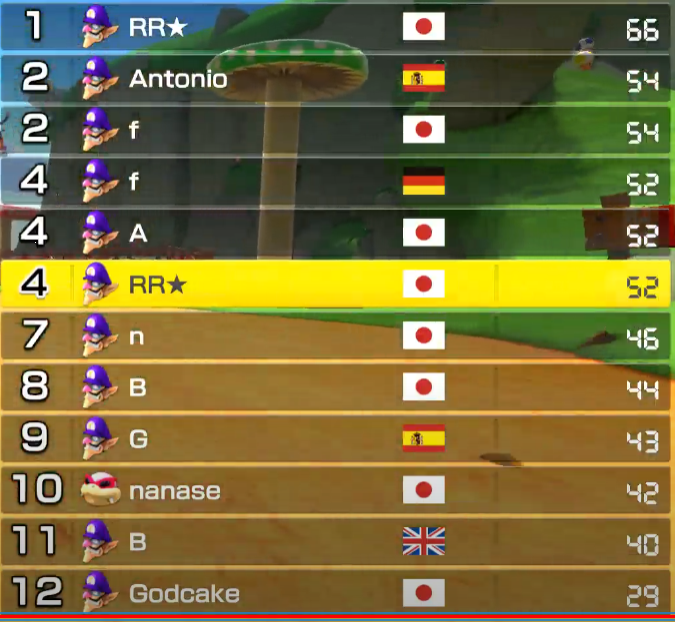 1 RR★ 66
2 Antonio 54
2 f 54
4 f 52
4 A 52
4 RR★ 52
7 n 46
8 B 44
9 G 43
10 nanase 42
11 B 40
12 Godcake 29